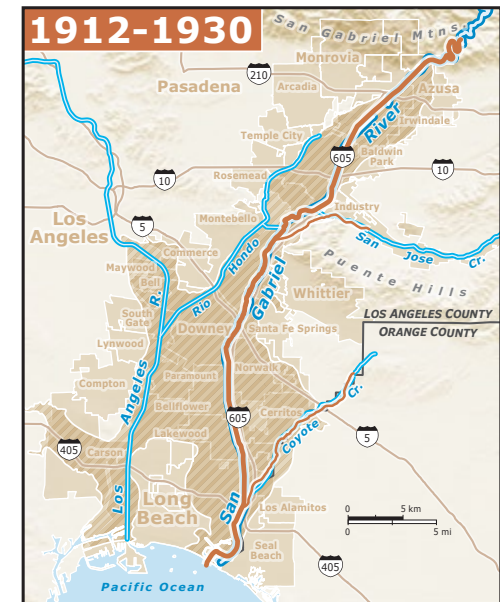 1912-1930
San Gabriel Mtns.
Monrovia
210
Pasadena
Arcadia
Azusa
Irwindale
River
Temple City
Baldwin
Park
605
Rosemead
10
10
Industry
Montebello
Los
Angeles
5
San Jose Cr.
Commerce
Rio Hondo
Puente Hills
Maywood
Bell
Whittier
Gabriel
LOS ANGELES COUNTY
ORANGE COUNTY
South
Gate
Downey
Santa Fe Springs
Lynwood
Norwalk
Compton
Paramount
Bellflower
605
Cerritos
Coyote Cr.
5
Lakewood
405
Carson
Los Angeles R.
Long
Beach
San
Los Alamitos
0 5 km
0 5 mi
Seal
Beach
405
Pacific Ocean